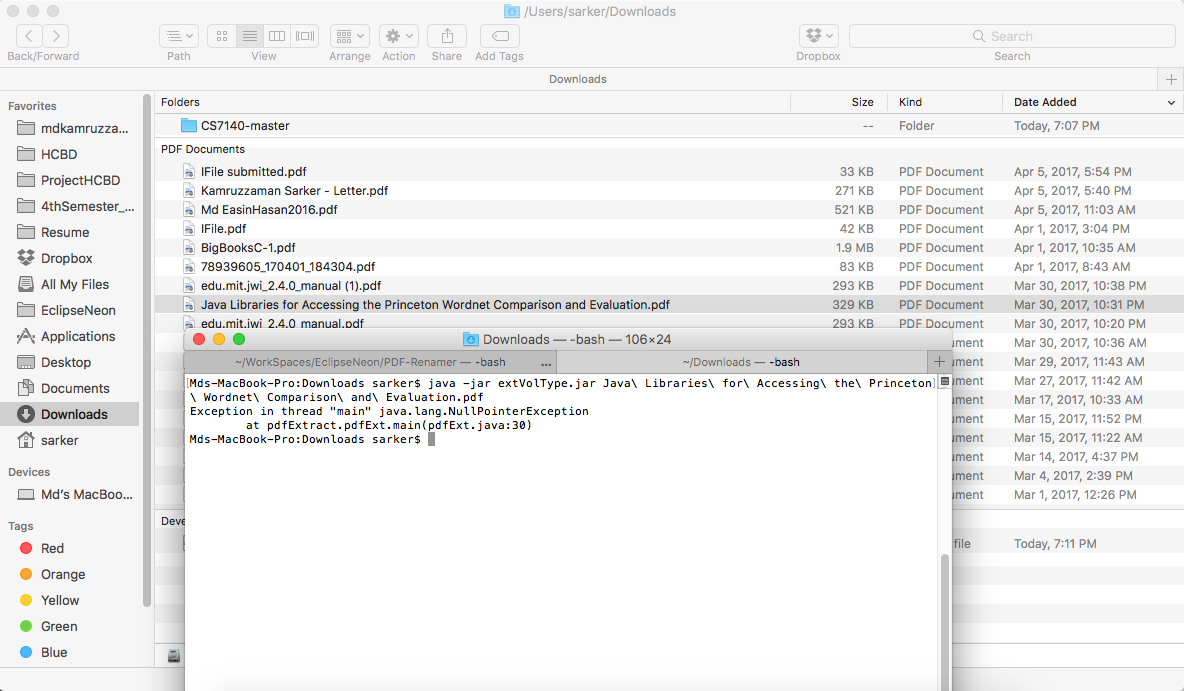 /Users/sarker/Downloads
Back/Forward
Path
View
Arrange
Action
Share
Add Tags
Dropbox
Search
Search
Downloads
Favorites
mdkamruzza...
HCBD
ProjectHCBD
4thSemester_...
Resume
Dropbox
All My Files
EclipseNeon
Applications
Desktop
Documents
Downloads
sarker
Devices
Md's MacBoo...
Tags
Red
Orange
Yellow
Green
Blue
Folders Size Kind Date Added
CS7140-master -- Folder Today, 7:07 PM
PDF Documents
IFile submitted.pdf 33 KB PDF Document Apr 5, 2017, 5:54 PM
Kamruzzaman Sarker - Letter.pdf 271 KB PDF Document Apr 5, 2017, 5:40 PM
Md EasinHasan2016.pdf 521 KB PDF Document Apr 5, 2017, 11:03 AM
IFile.pdf 42 KB PDF Document Apr 1, 2017, 3:04 PM
BigBooksC-1.pdf 1.9 MB PDF Document Apr 1, 2017, 10:35 AM
78939605_170401_184304.pdf 83 KB PDF Document Apr 1, 2017, 8:43 AM
edu.mit.jwi_2.4.0_manual (1).pdf 293 KB PDF Document Mar 30, 2017, 10:38 PM
Java Libraries for Accessing the Princeton Wordnet Comparison and Evaluation.pdf 329 KB PDF Document Mar 30, 2017, 10:31 PM
edu.mit.jwi_2.4.0_manual.pdf 293 KB PDF Document Mar 30, 2017, 10:20 PM
ument Mar 30, 2017, 10:36 AM
ument Mar 29, 2017, 11:43 AM
ument Mar 17, 2017, 10:33 AM
ument Mar 15, 2017, 11:52 PM
ument Mar 15, 2017, 11:22 AM
ument Mar 14, 2017, 4:37 PM
ument Mar 4, 2017, 2:39 PM
ument Mar 1, 2017, 12:26 PM
Deve
file Today, 7:11 PM
Downloads — -bash — 106×24
~/WorkSpaces/EclipseNeon/PDF-Renamer — -bash ... ~/Downloads — -bash
[Mds-MacBook-Pro:Downloads sarker$ java -jar extVolType.jar Java\ Libraries\ for\ Accessing\ the\ Princeton]
\ Wordnet\ Comparison\ and\ Evaluation.pdf
Exception in thread "main" java.lang.NullPointerException
at pdfExtract.pdfExt.main(pdfExt.java:30)
Mds-MacBook-Pro:Downloads sarker$